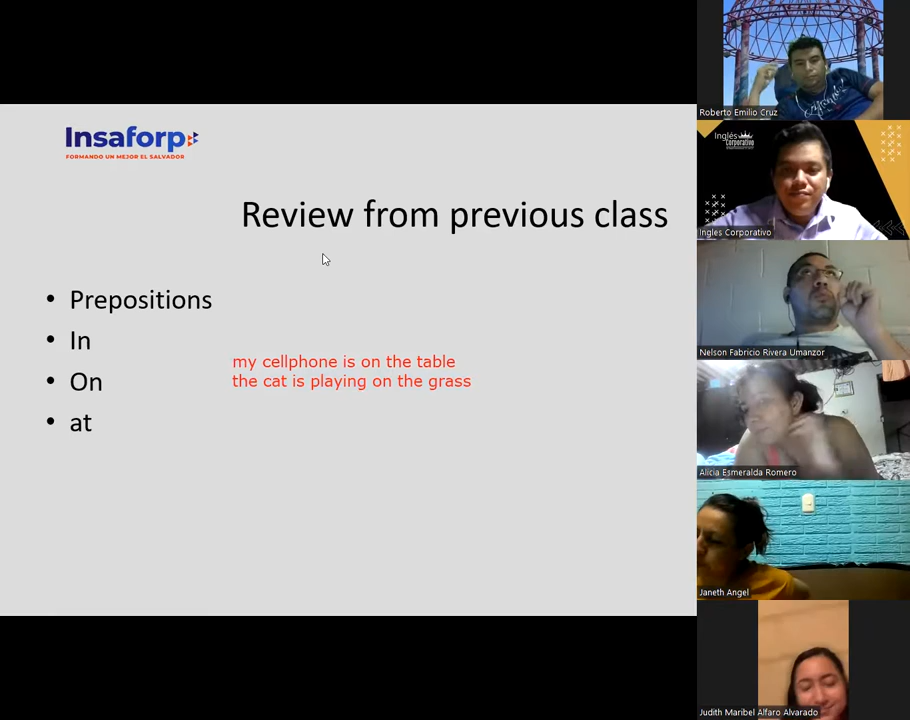 Insaforp
FORMANDO UN MEJOR EL SALVADOR
Review from previous class
• Prepositions
• In
• On
• at
my cellphone is on the table
the cat is playing on the grass
Roberto Emilio Cruz
Inglés
Corporativo
Ingles Corporativo
Nelson Fabricio Rivera Umanzor
Alicia Esmeralda Romero
Janeth Angel
Judith Maribel Alfaro Alvarado